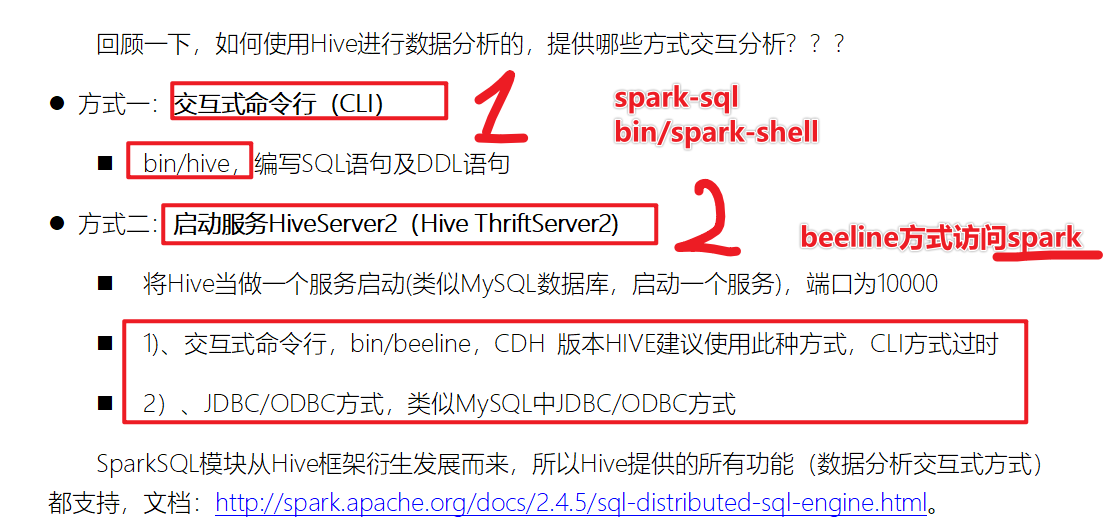 回顾一下，如何使用Hive进行数据分析的，提供哪些方式交互分析？？？
● 方式一：交互式命令行（CLI）
1
spark-sql
bin/spark-shell
■ bin/hive，编写SQL语句及DDL语句
● 方式二：启动服务HiveServer2（Hive ThriftServer2）
2
beeline方式访问spark
■ 将Hive当做一个服务启动(类似MySQL数据库，启动一个服务)，端口为10000
■ 1)、交互式命令行，bin/beeline，CDH 版本HIVE建议使用此种方式，CLI方式过时
■ 2）、JDBC/ODBC方式，类似MySQL中JDBC/ODBC方式
SparkSQL模块从Hive框架衍生发展而来，所以Hive提供的所有功能（数据分析交互式方式）
都支持，文档：http://spark.apache.org/docs/2.4.5/sql-distributed-sql-engine.html。